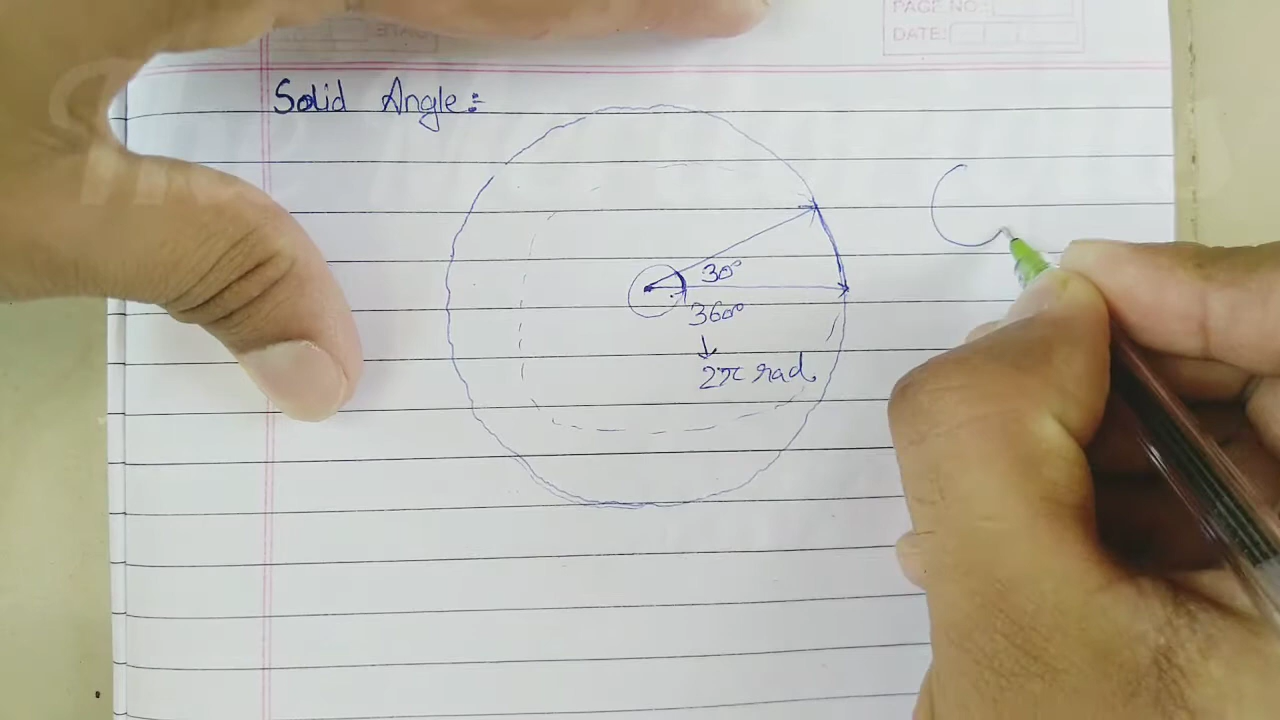 PAGE NO.:
DATE:
Solid Angle:-
30°
360°
↓
2π rad.